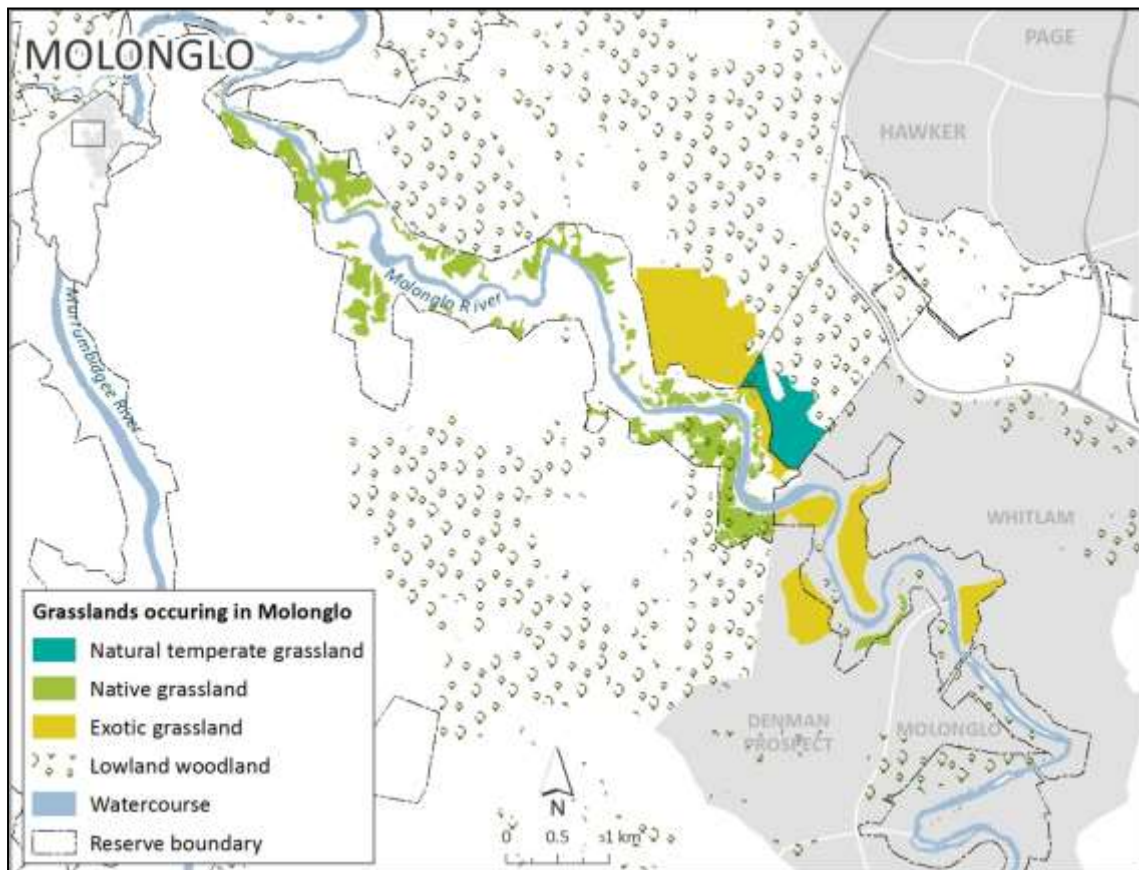 MOLONGLO
PAGE
HAWKER
Molonglo River
Murrumbidgee River
WHITLAM
DENMAN
PROSPECT
MOLONGLO
Grasslands occuring in Molonglo
Natural temperate grassland
Native grassland
Exotic grassland
Lowland woodland
Watercourse
Reserve boundary
N
0 0.5 1 km